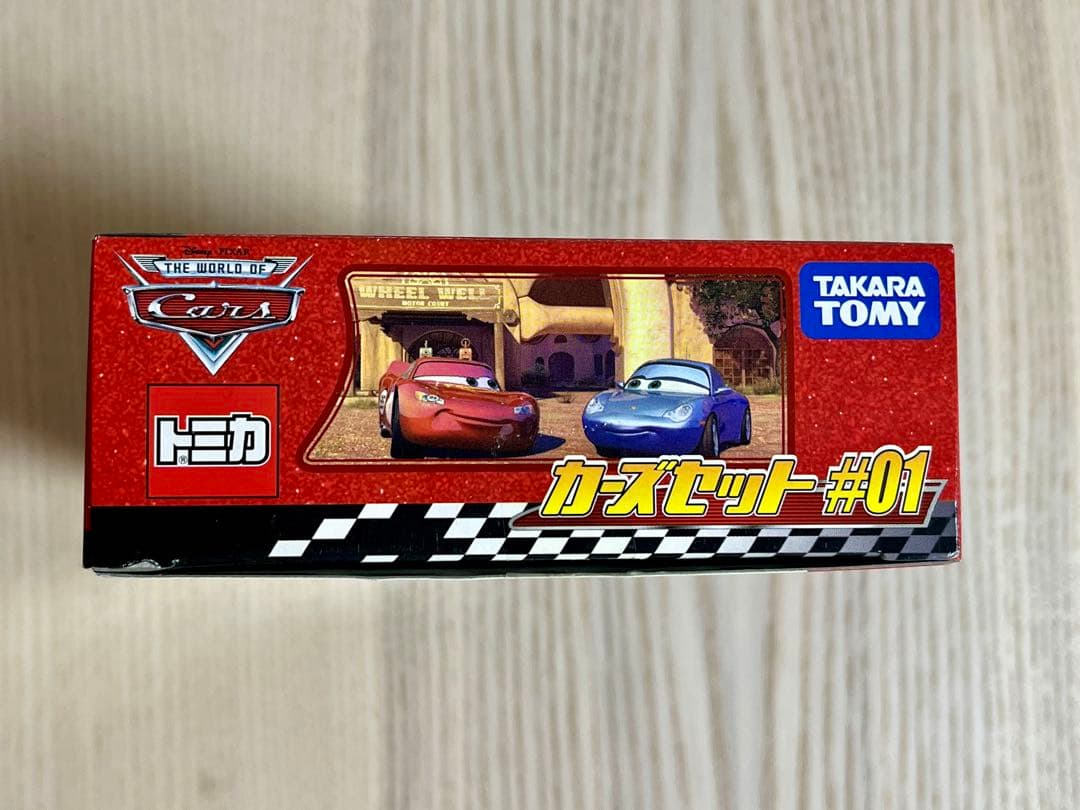 Disney · PIXAR
THE WORLD OF
Cars
トミカ®
WHEEL WELL
MOTOR COURT
TAKARA
TOMY
カーズセット #01